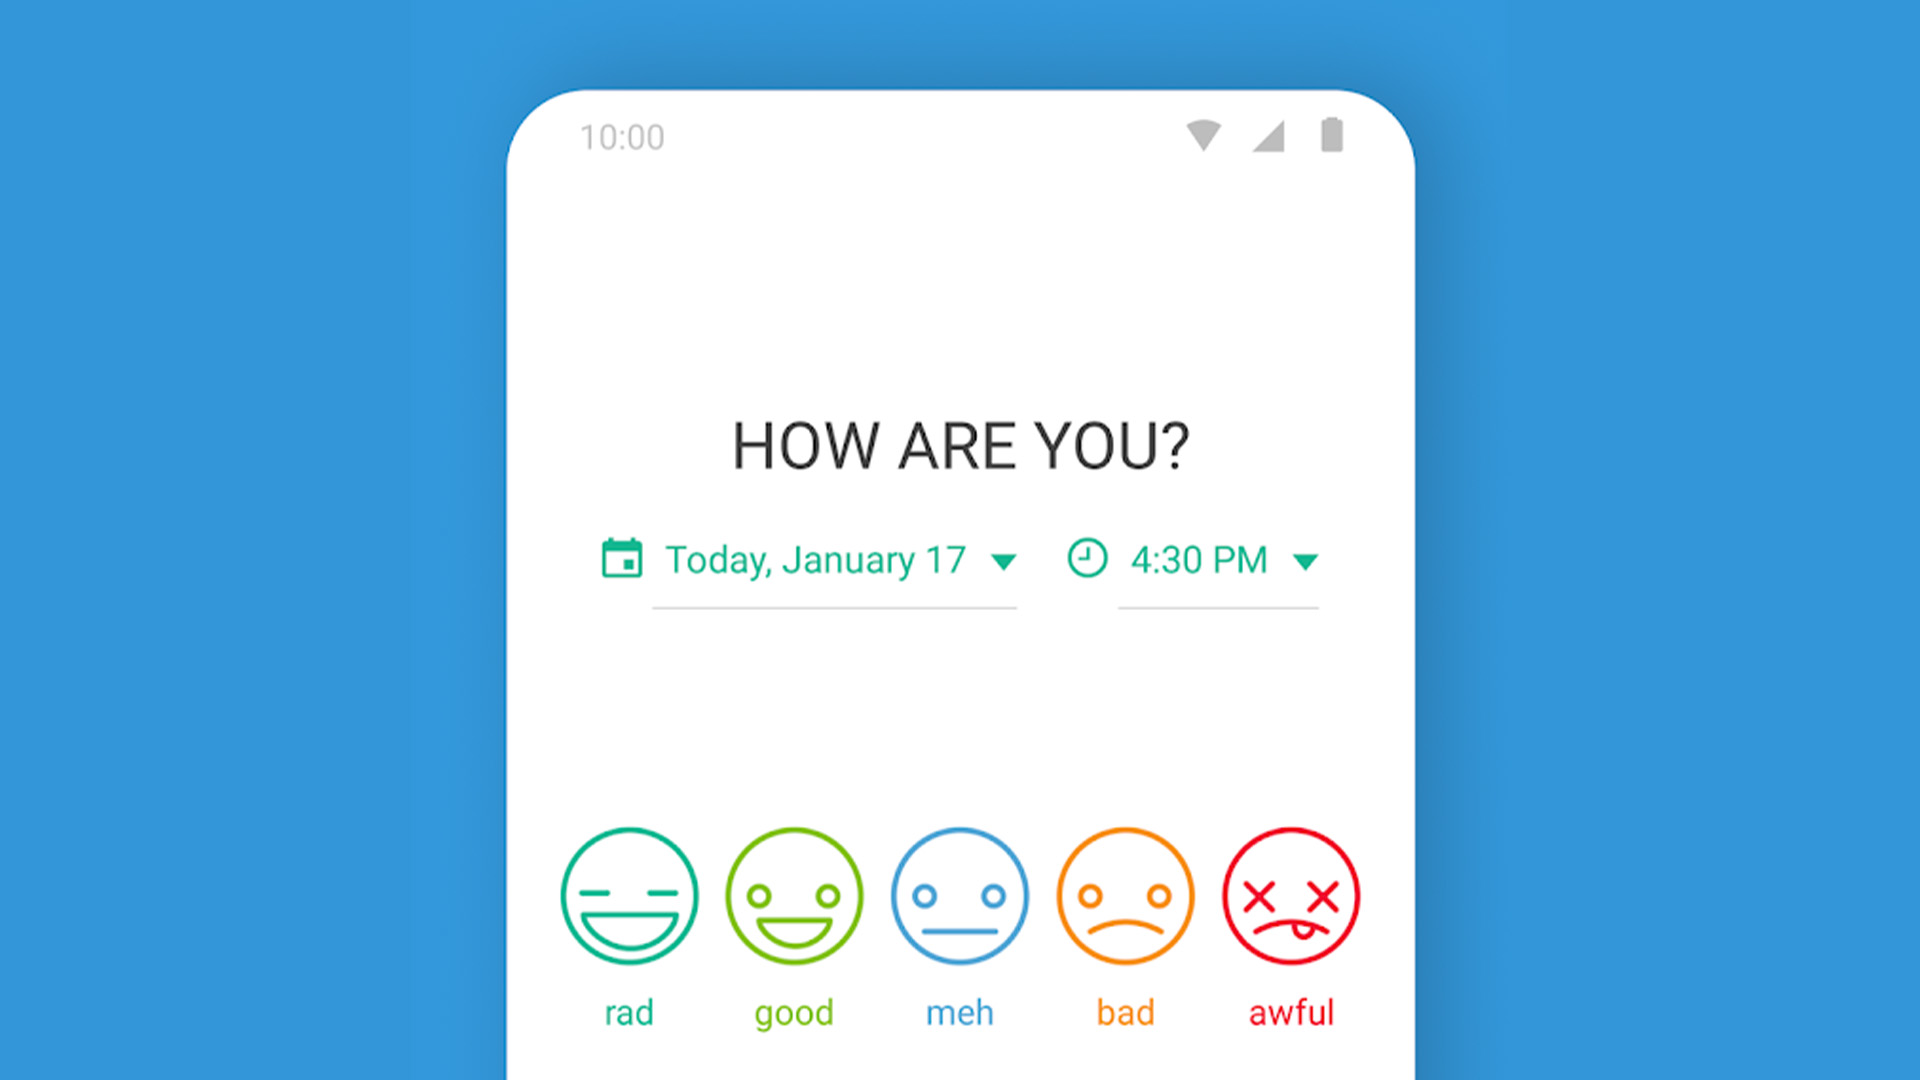 10:00
HOW ARE YOU?
Today, January 17 4:30 PM
rad good meh bad awful